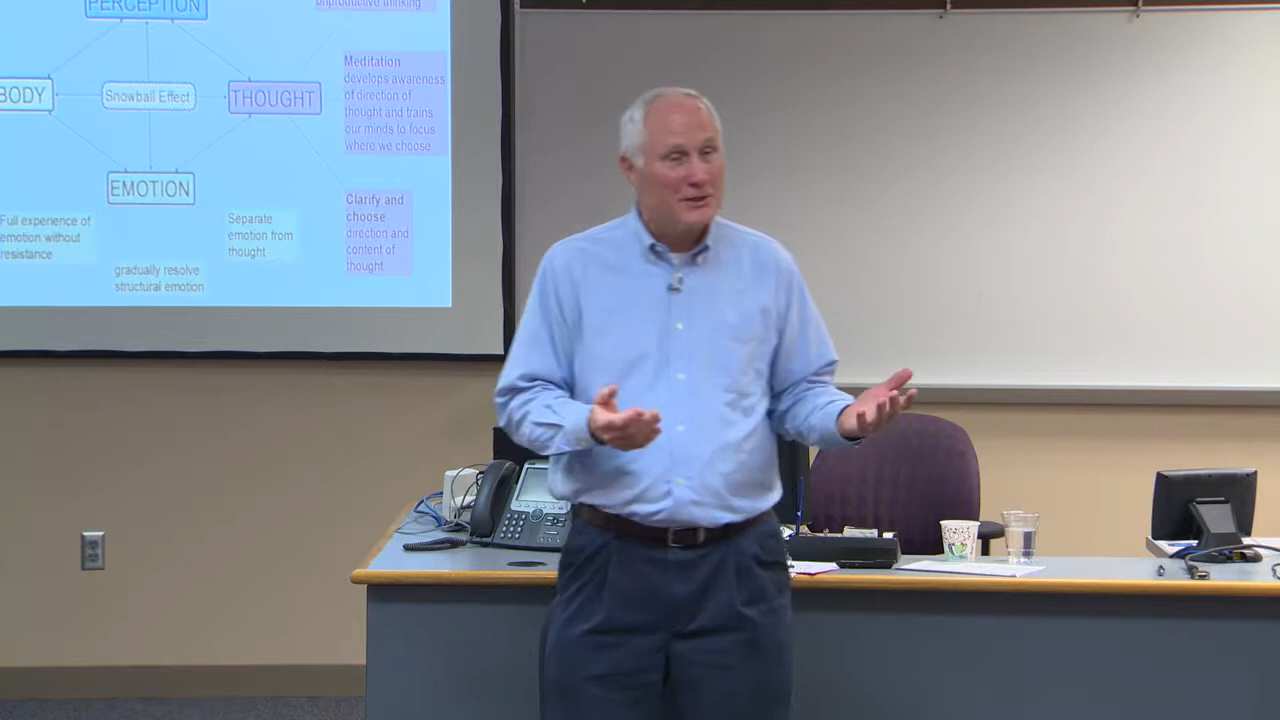 PERCEPTION
unproductive thinking
BODY
Snowball Effect
THOUGHT
Meditation
develops awareness
of direction of
thought and trains
our minds to focus
where we choose
EMOTION
Full experience of
emotion without
resistance
Separate
emotion from
thought
Clarify and
choose
direction and
content of
thought
gradually resolve
structural emotion